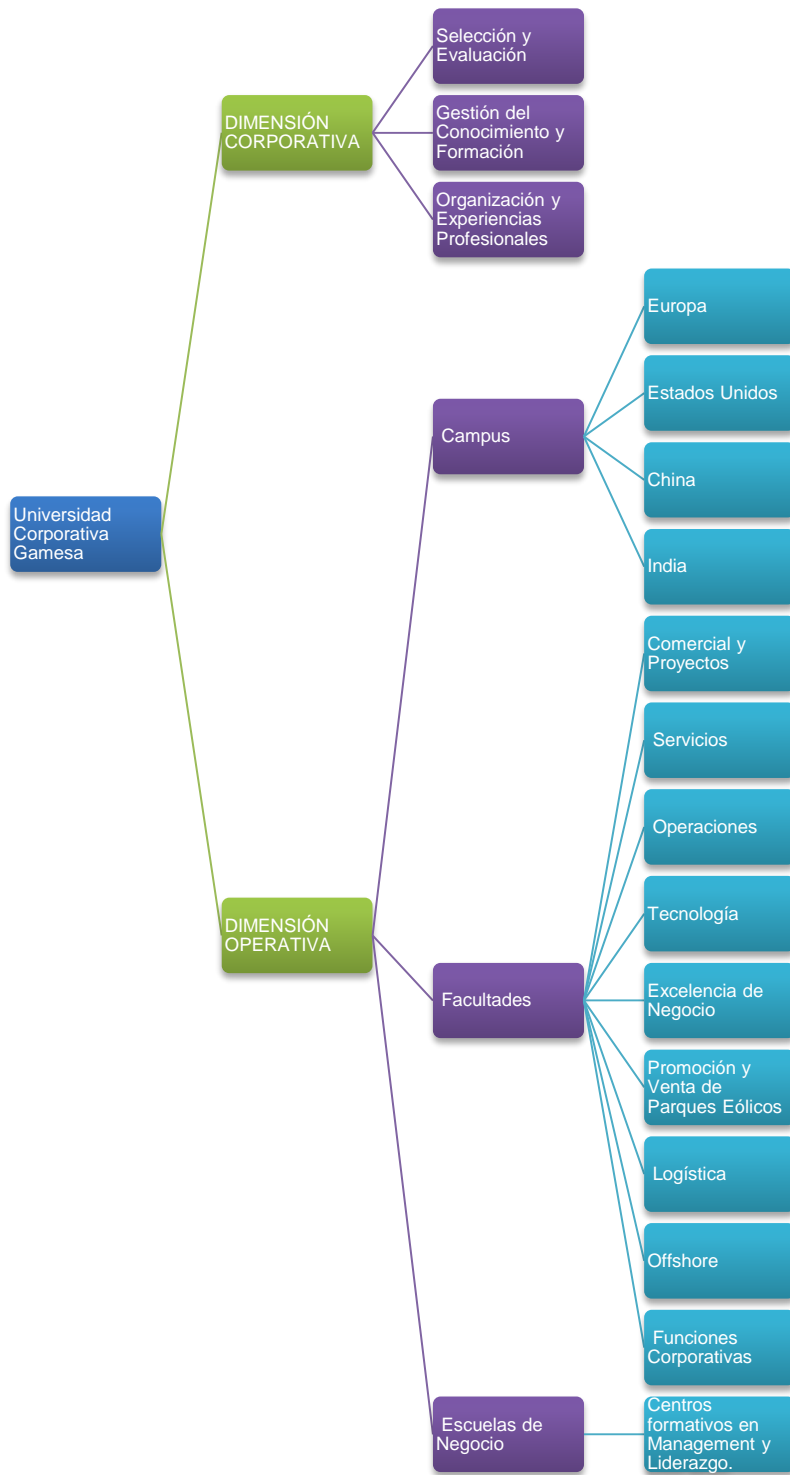 Universidad
Corporativa
Gamesa
DIMENSIÓN
CORPORATIVA
Selección y
Evaluación
Gestión del
Conocimiento y
Formación
Organización y
Experiencias
Profesionales
DIMENSIÓN
OPERATIVA
Campus
Europa
Estados Unidos
China
India
Facultades
Comercial y
Proyectos
Servicios
Operaciones
Tecnología
Excelencia de
Negocio
Promoción y
Venta de
Parques Eólicos
Logística
Offshore
Funciones
Corporativas
Escuelas de
Negocio
Centros
formativos en
Management y
Liderazgo.